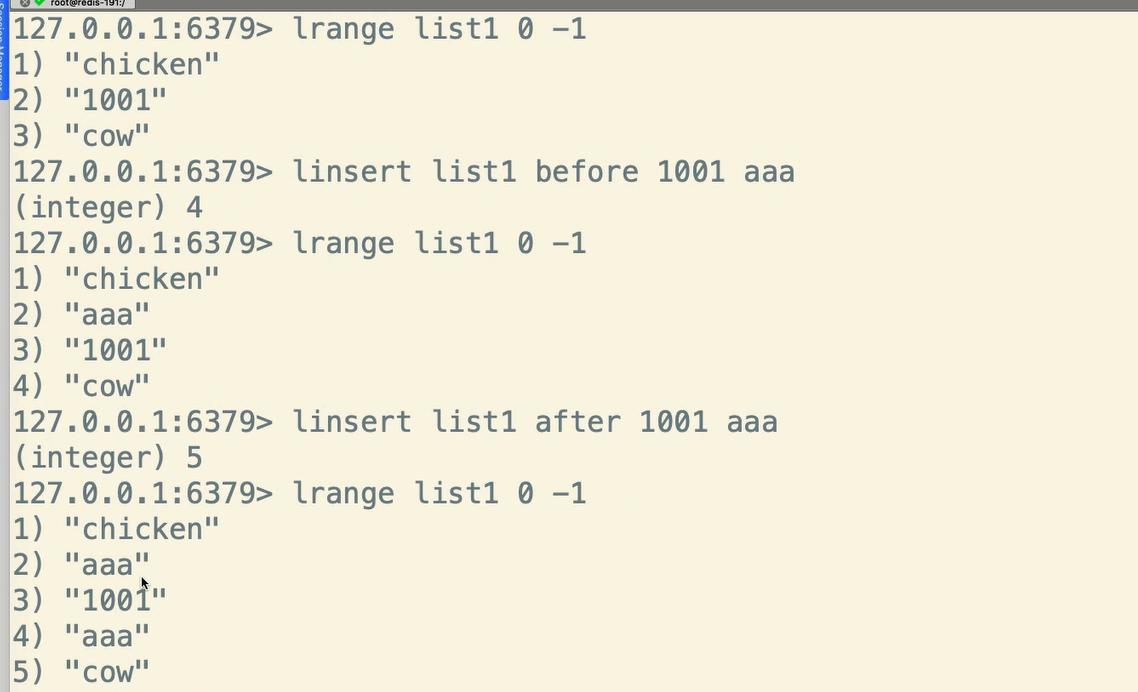 root@redis-191:/
Session Manager
127.0.0.1:6379> lrange list1 0 -1
1) "chicken"
2) "1001"
3) "cow"
127.0.0.1:6379> linsert list1 before 1001 aaa
(integer) 4
127.0.0.1:6379> lrange list1 0 -1
1) "chicken"
2) "aaa"
3) "1001"
4) "cow"
127.0.0.1:6379> linsert list1 after 1001 aaa
(integer) 5
127.0.0.1:6379> lrange list1 0 -1
1) "chicken"
2) "aaa"
3) "1001"
4) "aaa"
5) "cow"